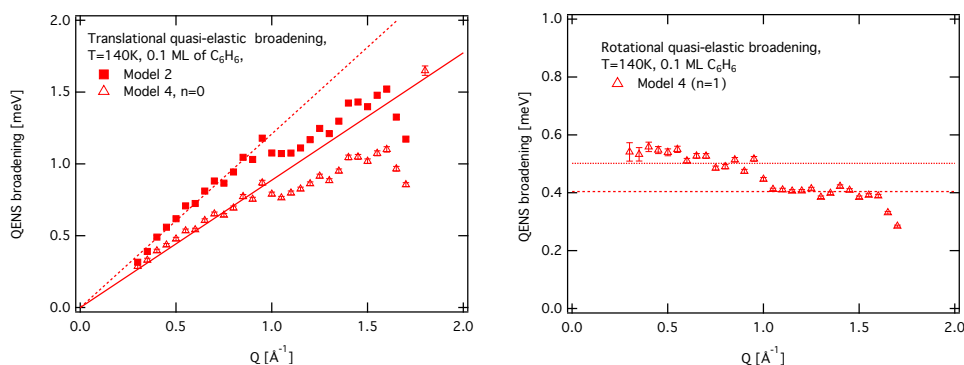 Translational quasi-elastic broadening,
T=140K, 0.1 ML of C₆H₆,
Model 2
Model 4, n=0
QENS broadening [meV]
2.0
1.5
1.0
0.5
0.0
0.0 0.5 1.0 1.5 2.0
Q [Å⁻¹]
Rotational quasi-elastic broadening,
T=140K, 0.1 ML C₆H₆
Model 4 (n=1)
QENS broadening [meV]
1.0
0.8
0.6
0.4
0.2
0.0
0.0 0.5 1.0 1.5 2.0
Q [Å⁻¹]